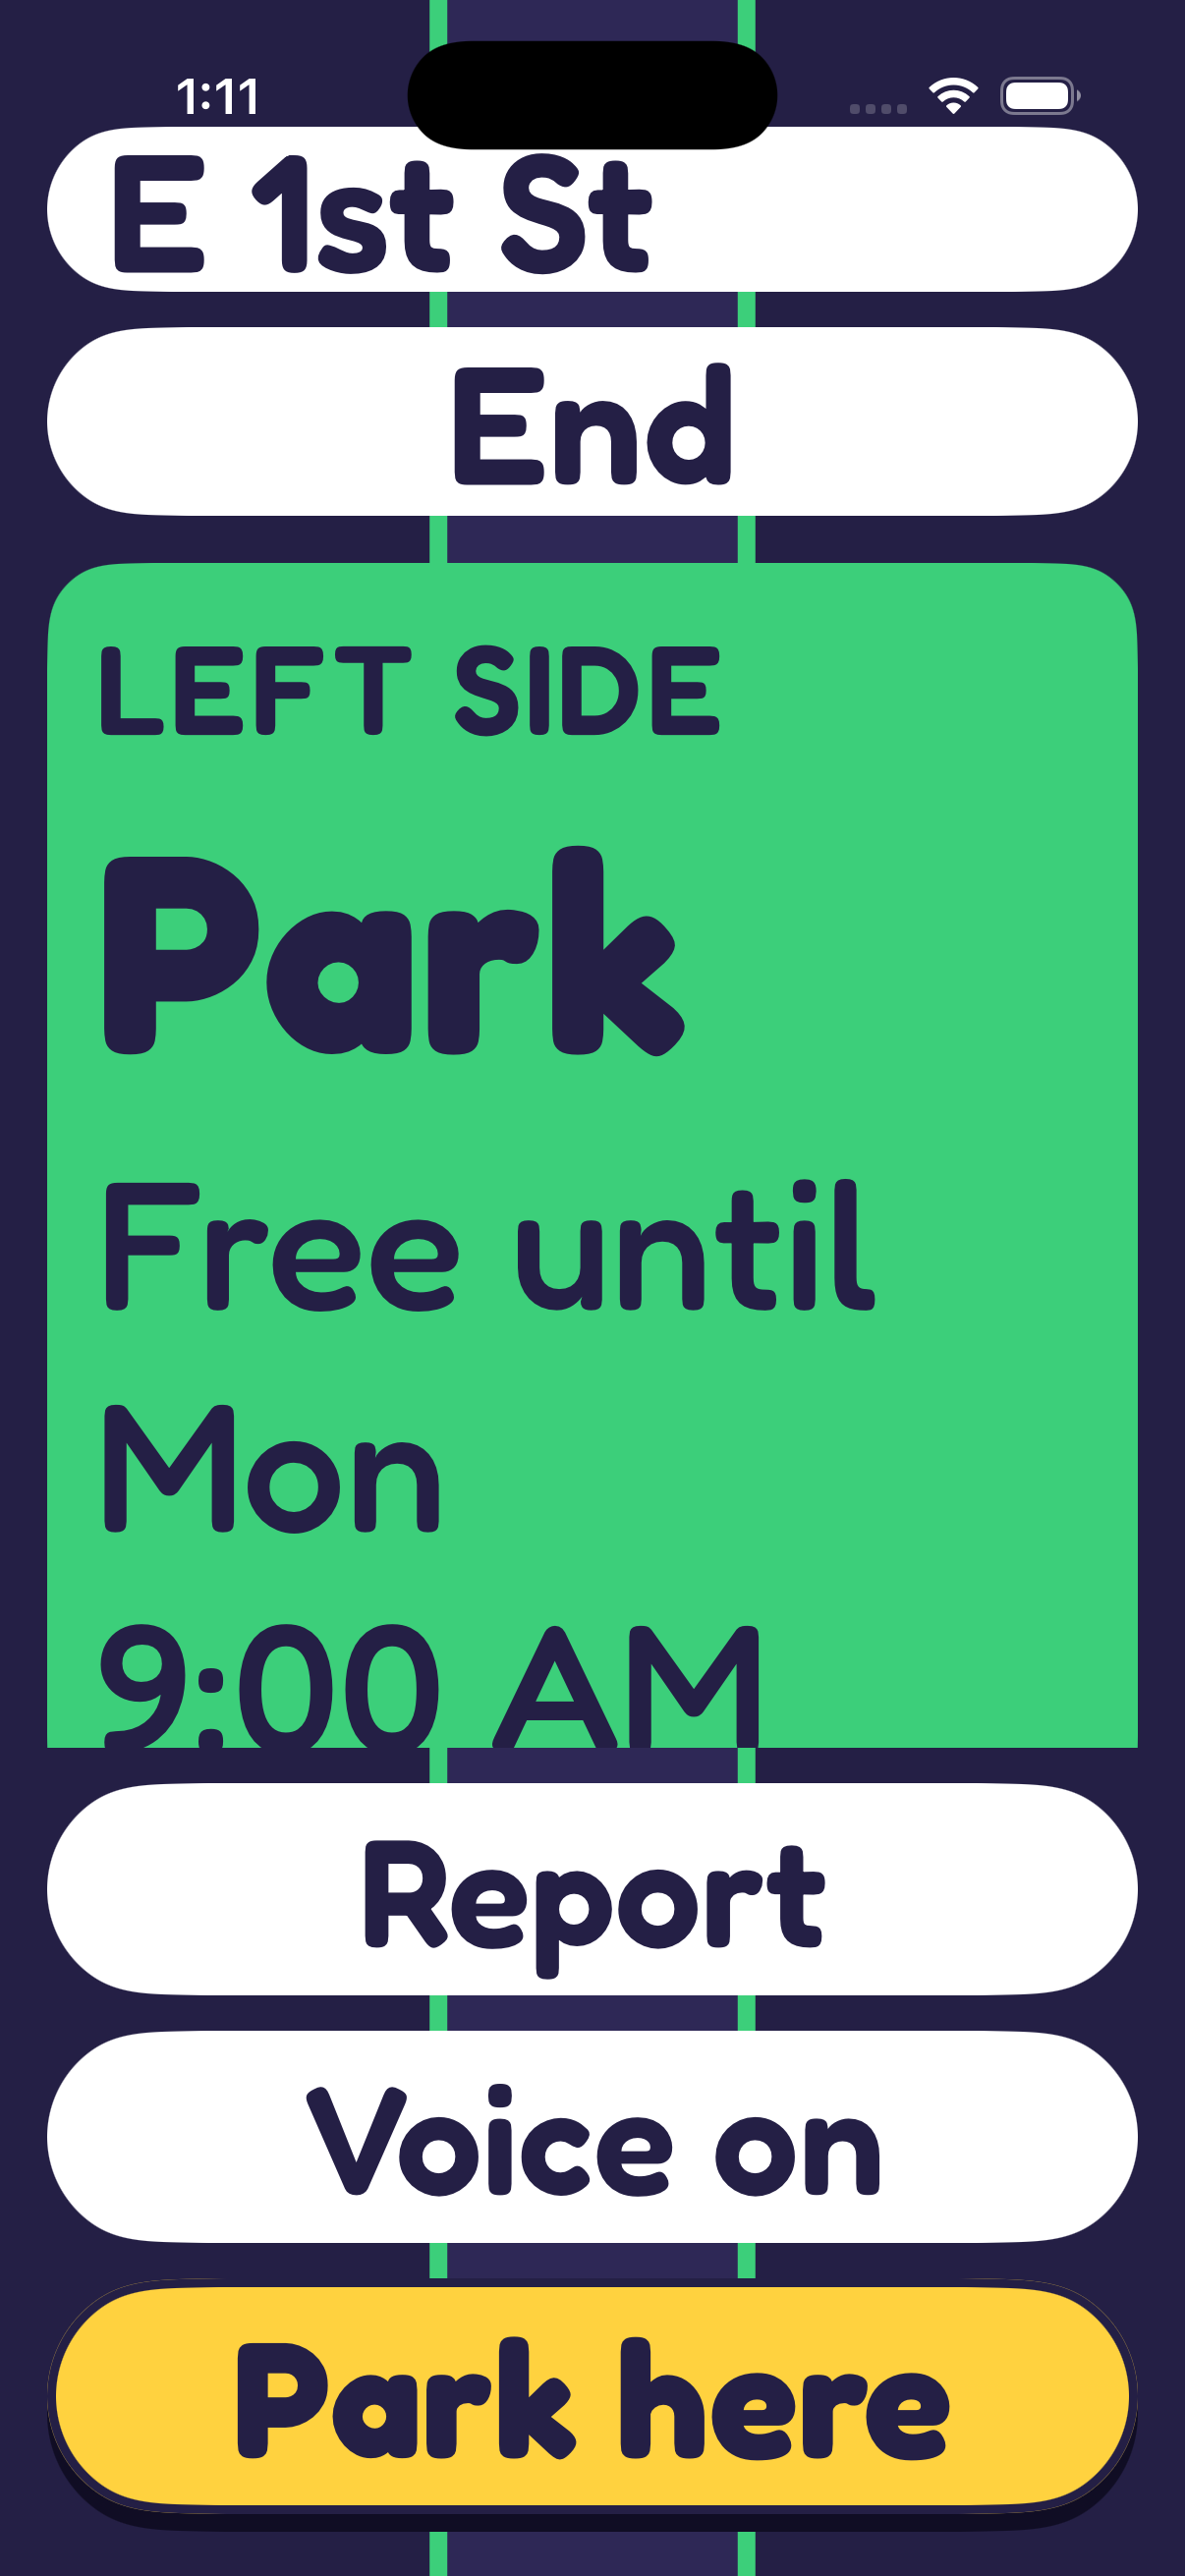 1:11
E 1st St
End
LEFT SIDE
Park
Free until
Mon
9:00 AM
Report
Voice on
Park here